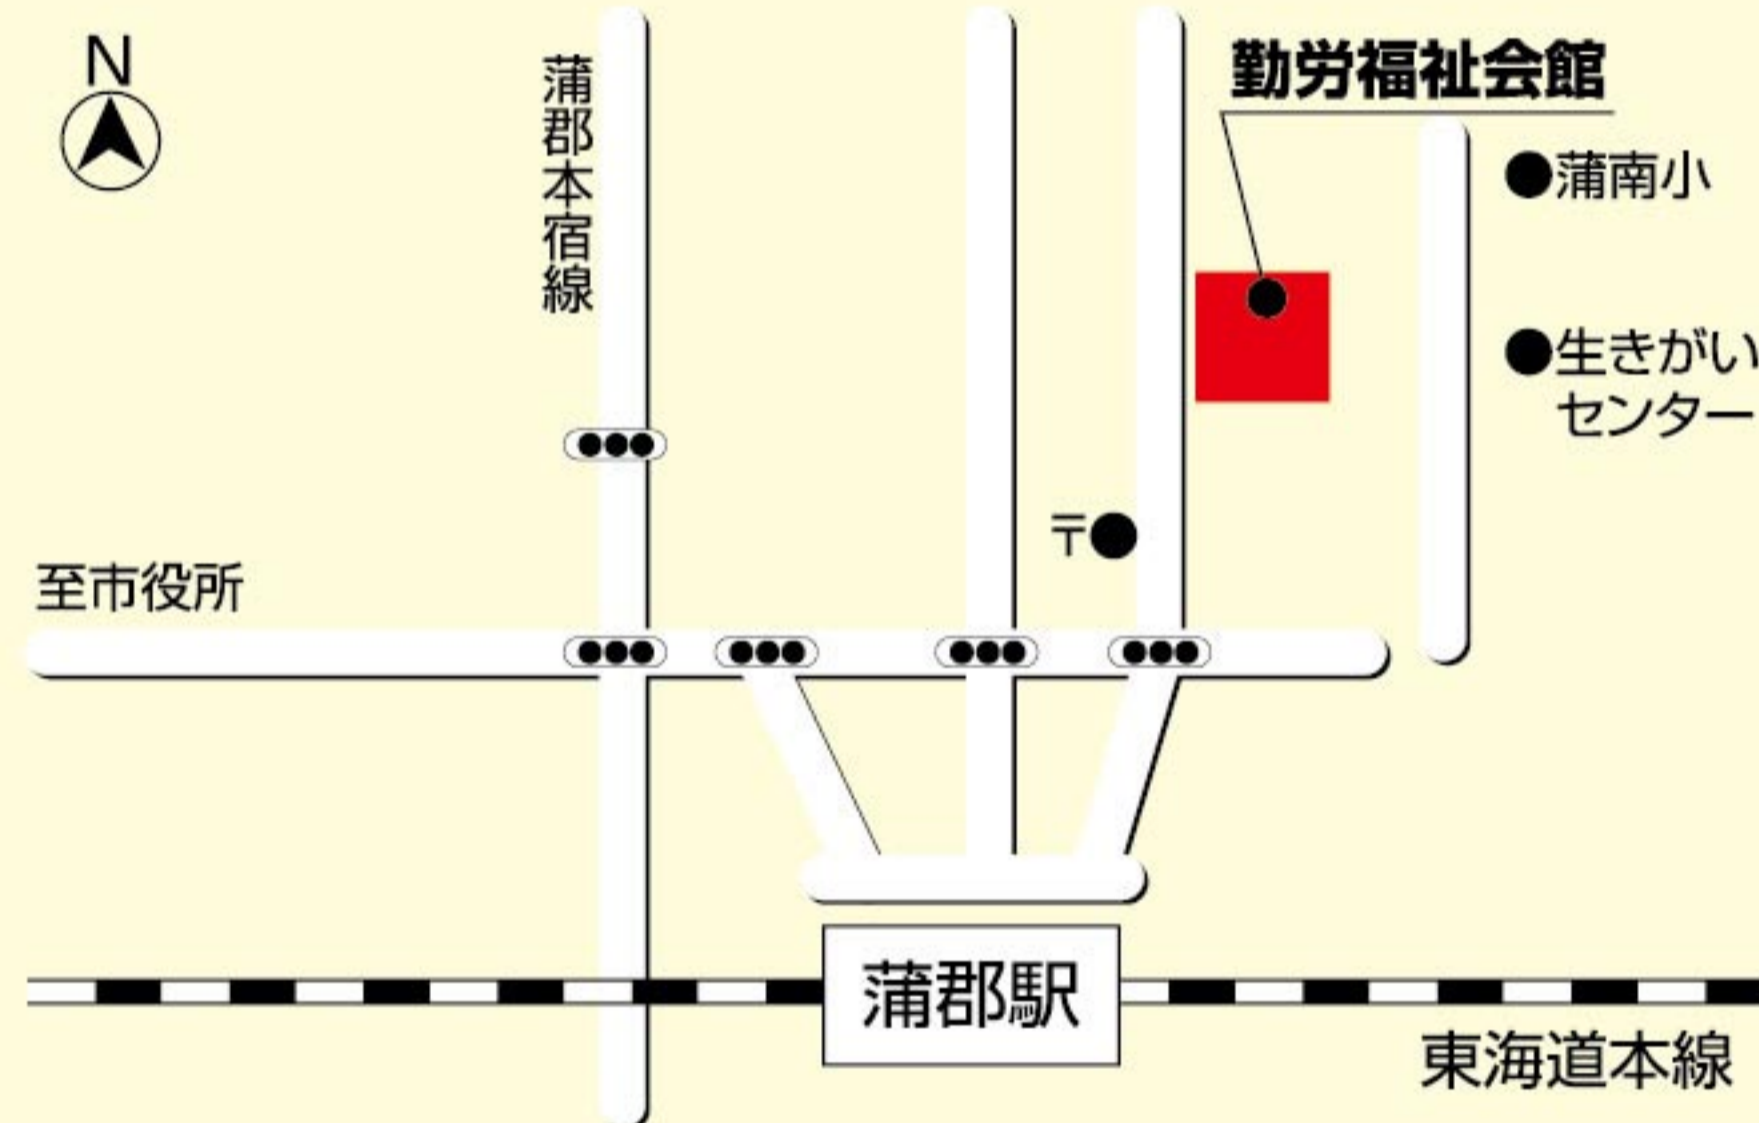 N
蒲郡本宿線
勤労福祉会館
●蒲南小
●生きがい
センター
〒●
至市役所
蒲郡駅
東海道本線